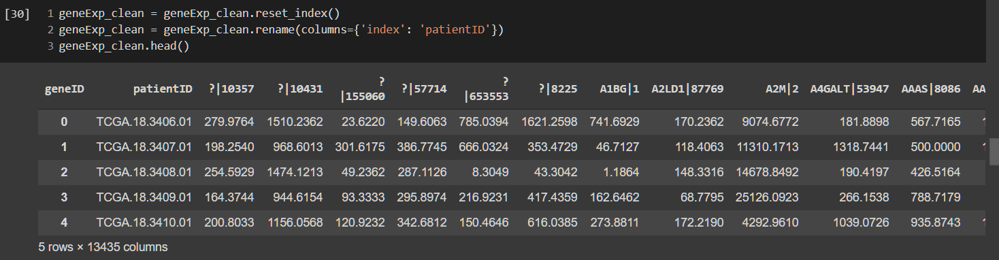 [30] 1 geneExp_clean = geneExp_clean.reset_index()
2 geneExp_clean = geneExp_clean.rename(columns={'index': 'patientID'})
3 geneExp_clean.head()
geneID patientID ?|10357 ?|10431 ?|155060 ?|57714 ?|653553 ?|8225 A1BG|1 A2LD1|87769 A2M|2 A4GALT|53947 AAAS|8086 AA
0 TCGA.18.3406.01 279.9764 1510.2362 23.6220 149.6063 785.0394 1621.2598 741.6929 170.2362 9074.6772 181.8898 567.7165
1 TCGA.18.3407.01 198.2540 968.6013 301.6175 386.7745 666.0324 353.4729 46.7127 118.4063 11310.1713 1318.7441 500.0000
2 TCGA.18.3408.01 254.5929 1474.1213 49.2362 287.1126 8.3049 43.3042 1.1864 148.3316 14678.8492 190.4197 426.5164
3 TCGA.18.3409.01 164.3744 944.6154 93.3333 295.8974 216.9231 417.4359 162.6462 68.7795 25126.0923 266.1538 788.7179
4 TCGA.18.3410.01 200.8033 1156.0568 120.9232 342.6812 150.4646 616.0385 273.8811 172.2190 4292.9610 1039.0726 935.8743
5 rows × 13435 columns